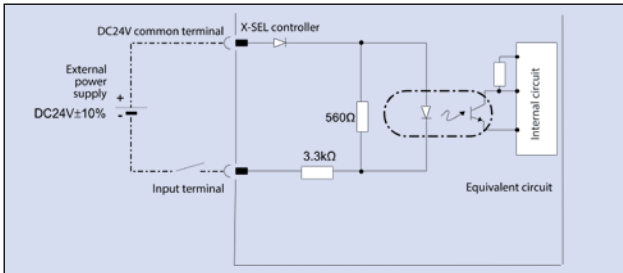 DC24V common terminal
X-SEL controller
External
power
supply
+
DC24V±10%
-
560Ω
3.3kΩ
Input terminal
Internal circuit
Equivalent circuit